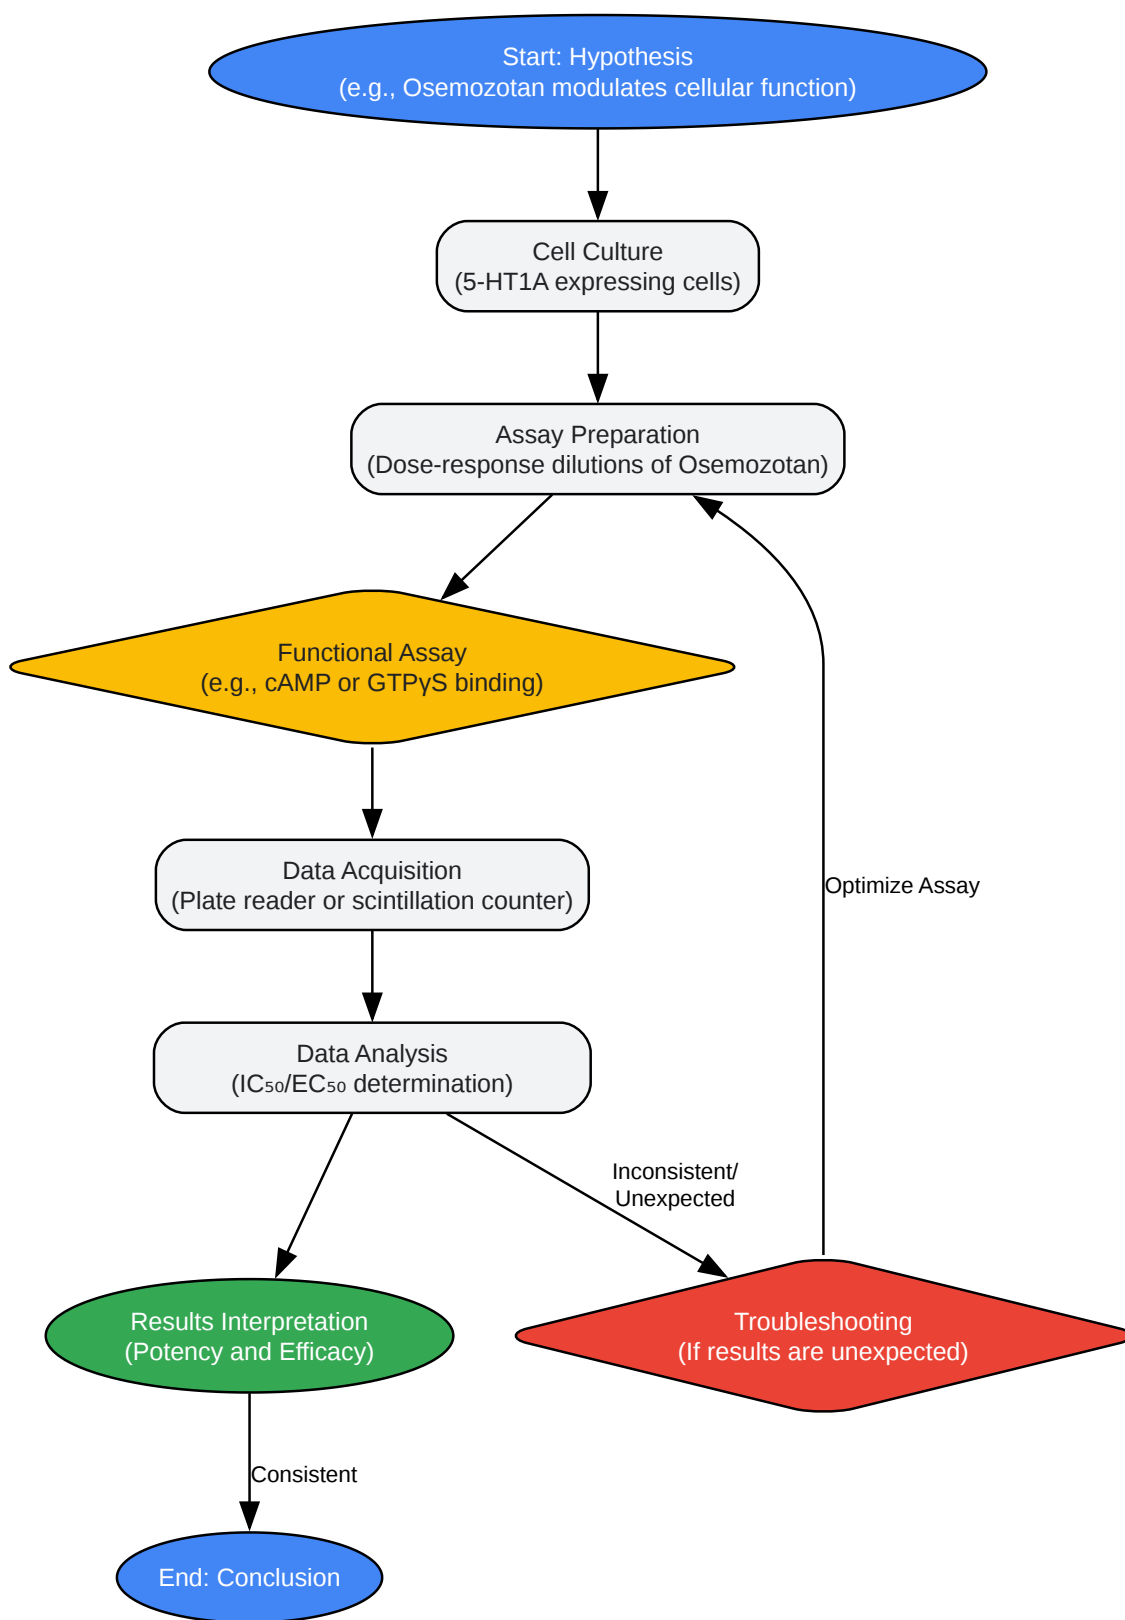 Start: Hypothesis
(e.g., Osemozotan modulates cellular function)
Cell Culture
(5-HT1A expressing cells)
Assay Preparation
(Dose-response dilutions of Osemozotan)
Functional Assay
(e.g., cAMP or GTPγS binding)
Data Acquisition
(Plate reader or scintillation counter)
Optimize Assay
Data Analysis
(IC₅₀/EC₅₀ determination)
Inconsistent/
Unexpected
Results Interpretation
(Potency and Efficacy)
Troubleshooting
(If results are unexpected)
Consistent
End: Conclusion